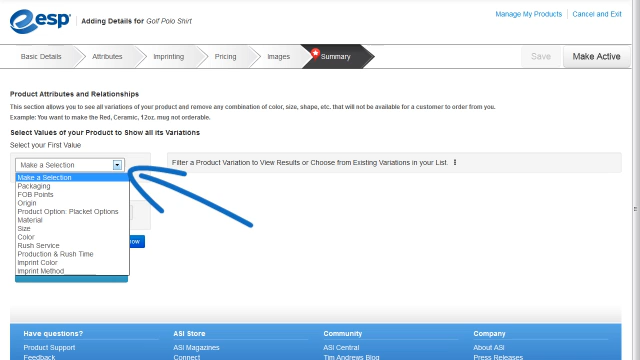 esp
Adding Details for Golf Polo Shirt
Manage My Products
Cancel and Exit
Basic Details
Attributes
Imprinting
Pricing
Images
Summary
Save
Make Active
Product Attributes and Relationships
This section allows you to see all variations of your product and remove any combination of color, size, shape, etc. that will not be available for a customer to order from you.
Example: You want to make the Red, Ceramic, 12oz. mug not orderable.
Select Values of your Product to Show all its Variations
Select your First Value
Make a Selection
Filter a Product Variation to View Results or Choose from Existing Variations in your List.
Make a Selection
Packaging
FOB Points
Origin
Product Option: Placket Options
Material
Size
Color
Rush Service
Production & Rush Time
Imprint Color
Imprint Method
Have questions?
ASI Store
Community
Company
Product Support
ASI Magazines
ASI Central
About ASI
Feedback
Connect
Tim Andrews Blog
Press Releases